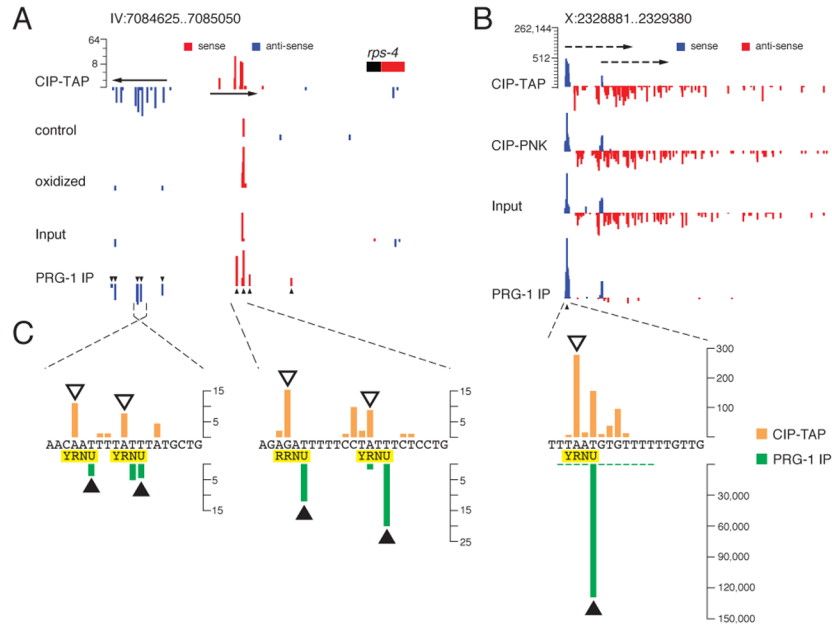 A
IV:7084625..7085050
64
8
sense
anti-sense
rps-4
CIP-TAP
control
oxidized
Input
PRG-1 IP
B
X:2328881..2329380
262,144
512
sense
anti-sense
CIP-TAP
CIP-PNK
Input
PRG-1 IP
C
15
5
AACAATTTTATTTATGCTG
YRNU
YRNU
5
15
15
5
AGAGATTTTTCCTATTTCTCCTG
RRNU
YRNU
5
15
25
300
200
100
TTTAATGTGTTTTTTGTTG
YRNU
30,000
60,000
90,000
120,000
150,000
CIP-TAP
PRG-1 IP